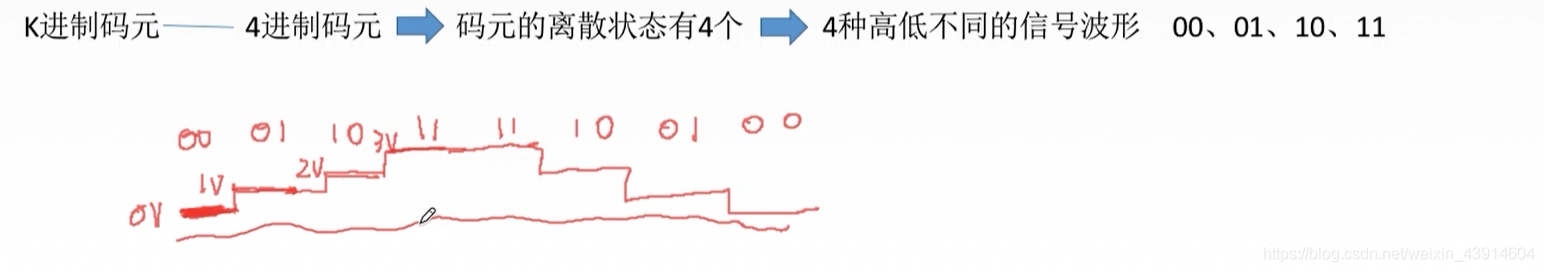 K进制码元 4进制码元 码元的离散状态有4个 4种高低不同的信号波形 00、01、10、11
00 01 10 11 11 10 01 00
3V
2V
1V
0V
https://blog.csdn.net/weixin_43914604